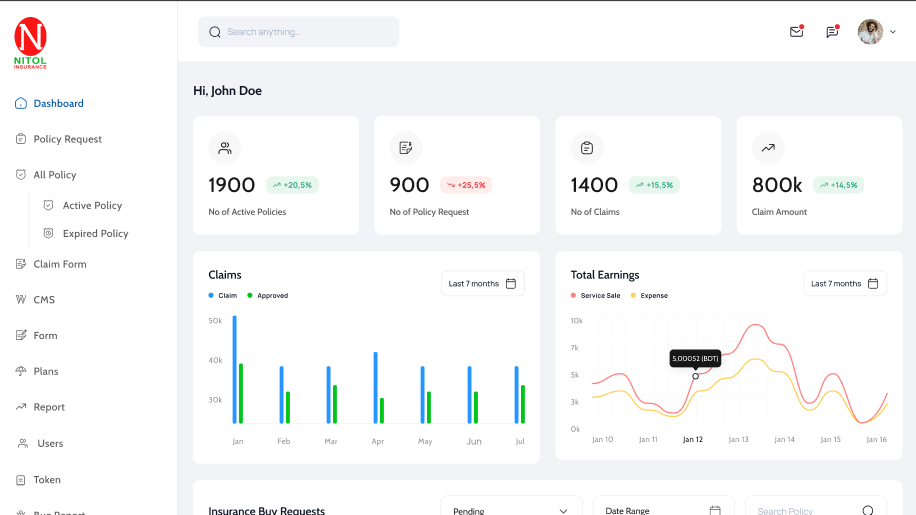 N
NITOL
INSURANCE
Search anything...
Dashboard
Policy Request
All Policy
Active Policy
Expired Policy
Claim Form
CMS
Form
Plans
Report
Users
Token
Bug Report
Hi, John Doe
1900 +20,5%
No of Active Policies
900 +25,5%
No of Policy Request
1400 +15,5%
No of Claims
800k +14,5%
Claim Amount
Claims
Last 7 months
Claim Approved
50k
40k
30k
Jan Feb Mar Apr May Jun Jul
Total Earnings
Last 7 months
Service Sale Expense
10k
7k
5k
3k
0k
5,00052 (BDT)
Jan 10 Jan 11 Jan 12 Jan 13 Jan 14 Jan 15 Jan 16
Insurance Buy Requests
Pending
Date Range
Search Policy